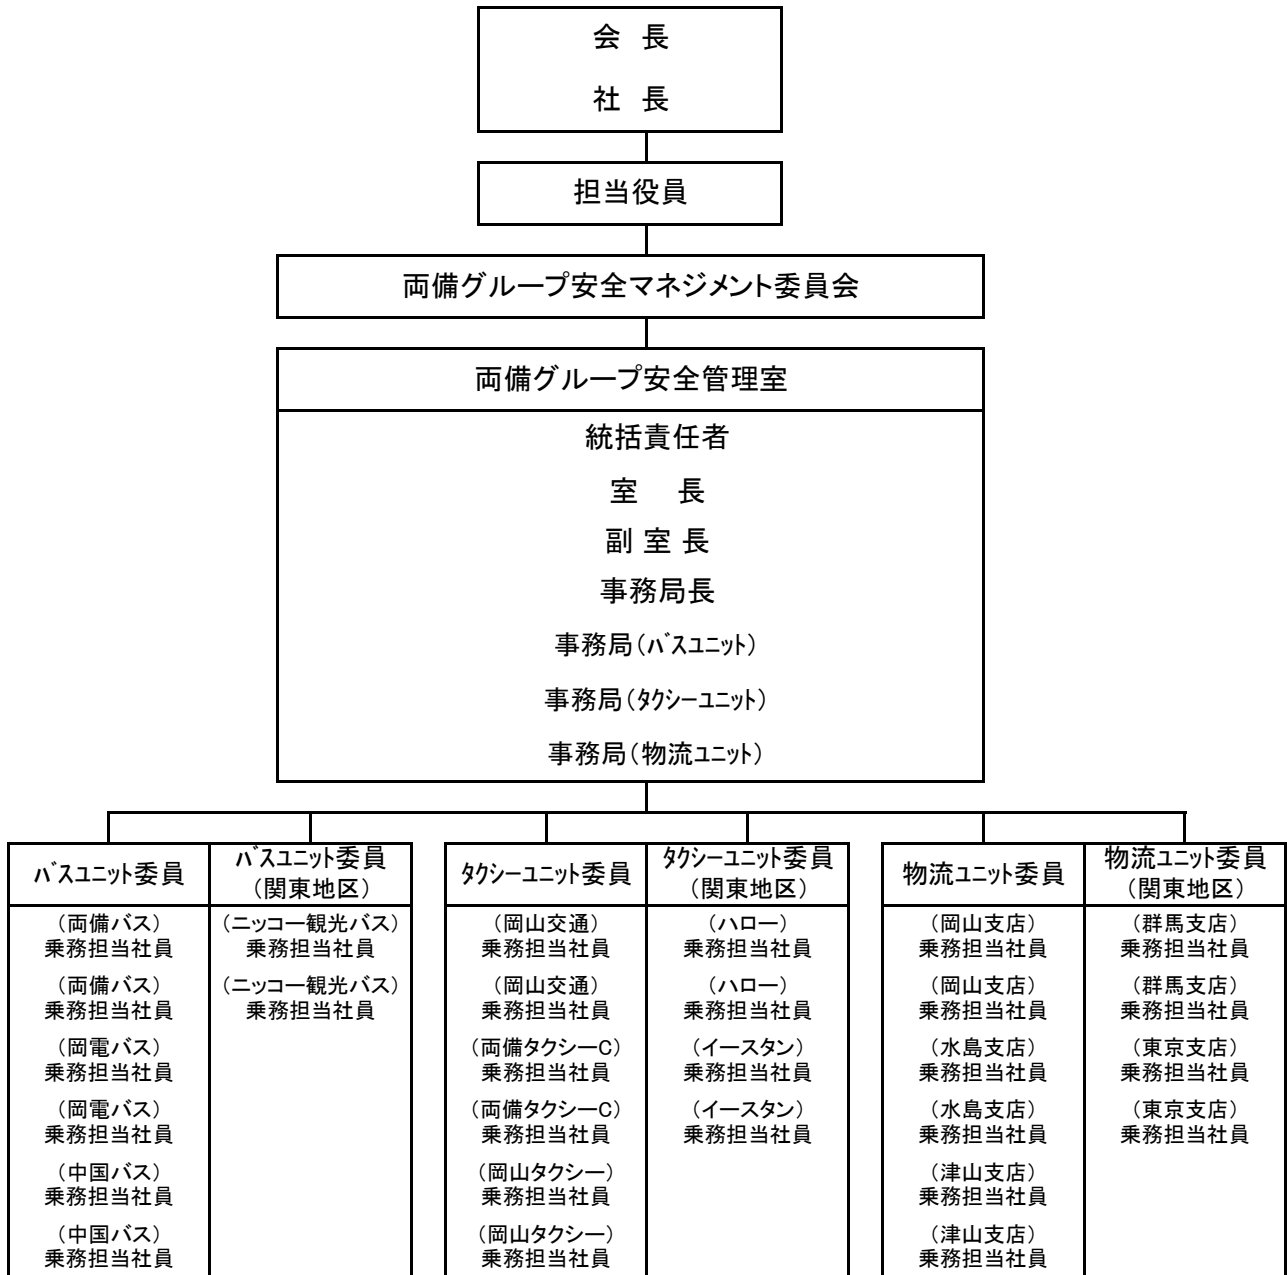 会 長
社 長
担当役員
両備グループ安全マネジメント委員会
両備グループ安全管理室
統括責任者
室 長
副 室 長
事務局長
事務局(ﾊﾞｽﾕﾆｯﾄ)
事務局(ﾀｸｼｰﾕﾆｯﾄ)
事務局(物流ﾕﾆｯﾄ)
ﾊﾞｽﾕﾆｯﾄ委員
(両備バス)
乗務担当社員
(両備バス)
乗務担当社員
(岡電バス)
乗務担当社員
(岡電バス)
乗務担当社員
(中国バス)
乗務担当社員
(中国バス)
乗務担当社員
ﾊﾞｽﾕﾆｯﾄ委員
(関東地区)
(ニッコー観光バス)
乗務担当社員
(ニッコー観光バス)
乗務担当社員
ﾀｸｼｰﾕﾆｯﾄ委員
(岡山交通)
乗務担当社員
(岡山交通)
乗務担当社員
(両備タクシーC)
乗務担当社員
(両備タクシーC)
乗務担当社員
(岡山タクシー)
乗務担当社員
(岡山タクシー)
乗務担当社員
ﾀｸｼｰﾕﾆｯﾄ委員
(関東地区)
(ハロー)
乗務担当社員
(ハロー)
乗務担当社員
(イースタン)
乗務担当社員
(イースタン)
乗務担当社員
物流ﾕﾆｯﾄ委員
(岡山支店)
乗務担当社員
(岡山支店)
乗務担当社員
(水島支店)
乗務担当社員
(水島支店)
乗務担当社員
(津山支店)
乗務担当社員
(津山支店)
乗務担当社員
物流ﾕﾆｯﾄ委員
(関東地区)
(群馬支店)
乗務担当社員
(群馬支店)
乗務担当社員
(東京支店)
乗務担当社員
(東京支店)
乗務担当社員